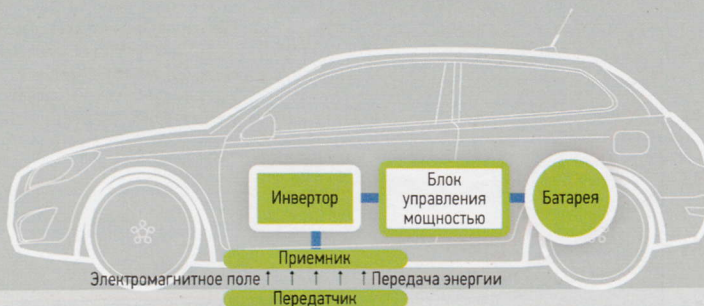 Инвертор
Блок
управления
мощностью
Батарея
Приемник
Электромагнитное поле
Передача энергии
Передатчик